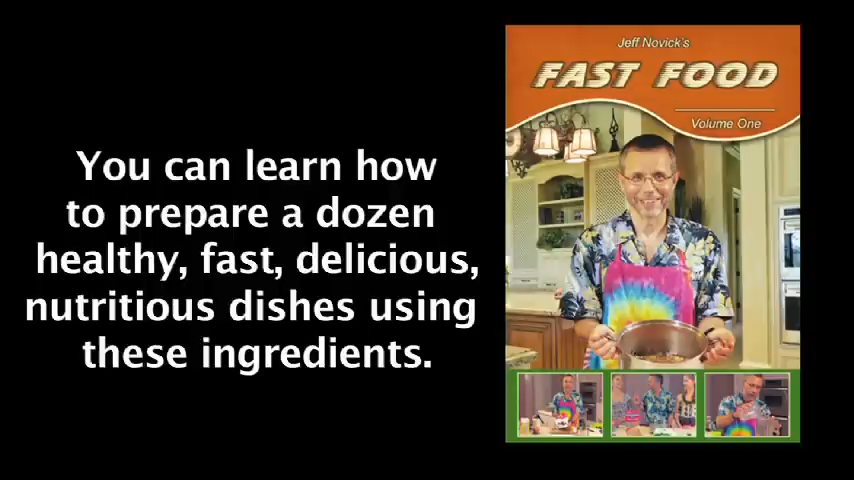 You can learn how
to prepare a dozen
healthy, fast, delicious,
nutritious dishes using
these ingredients.
Jeff Novick's
FAST FOOD
Volume One